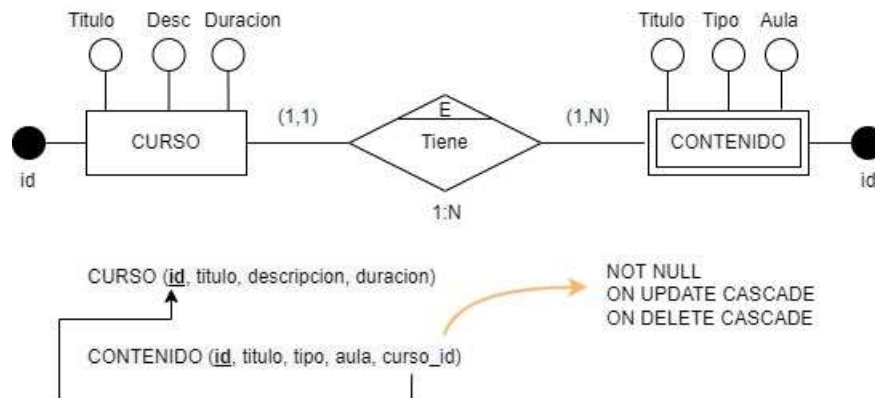 Titulo Desc Duracion Titulo Tipo Aula
E
(1,1) (1,N)
CURSO Tiene CONTENIDO
id id
1:N
CURSO (id, titulo, descripcion, duracion)
NOT NULL
ON UPDATE CASCADE
ON DELETE CASCADE
CONTENIDO (id, titulo, tipo, aula, curso_id)